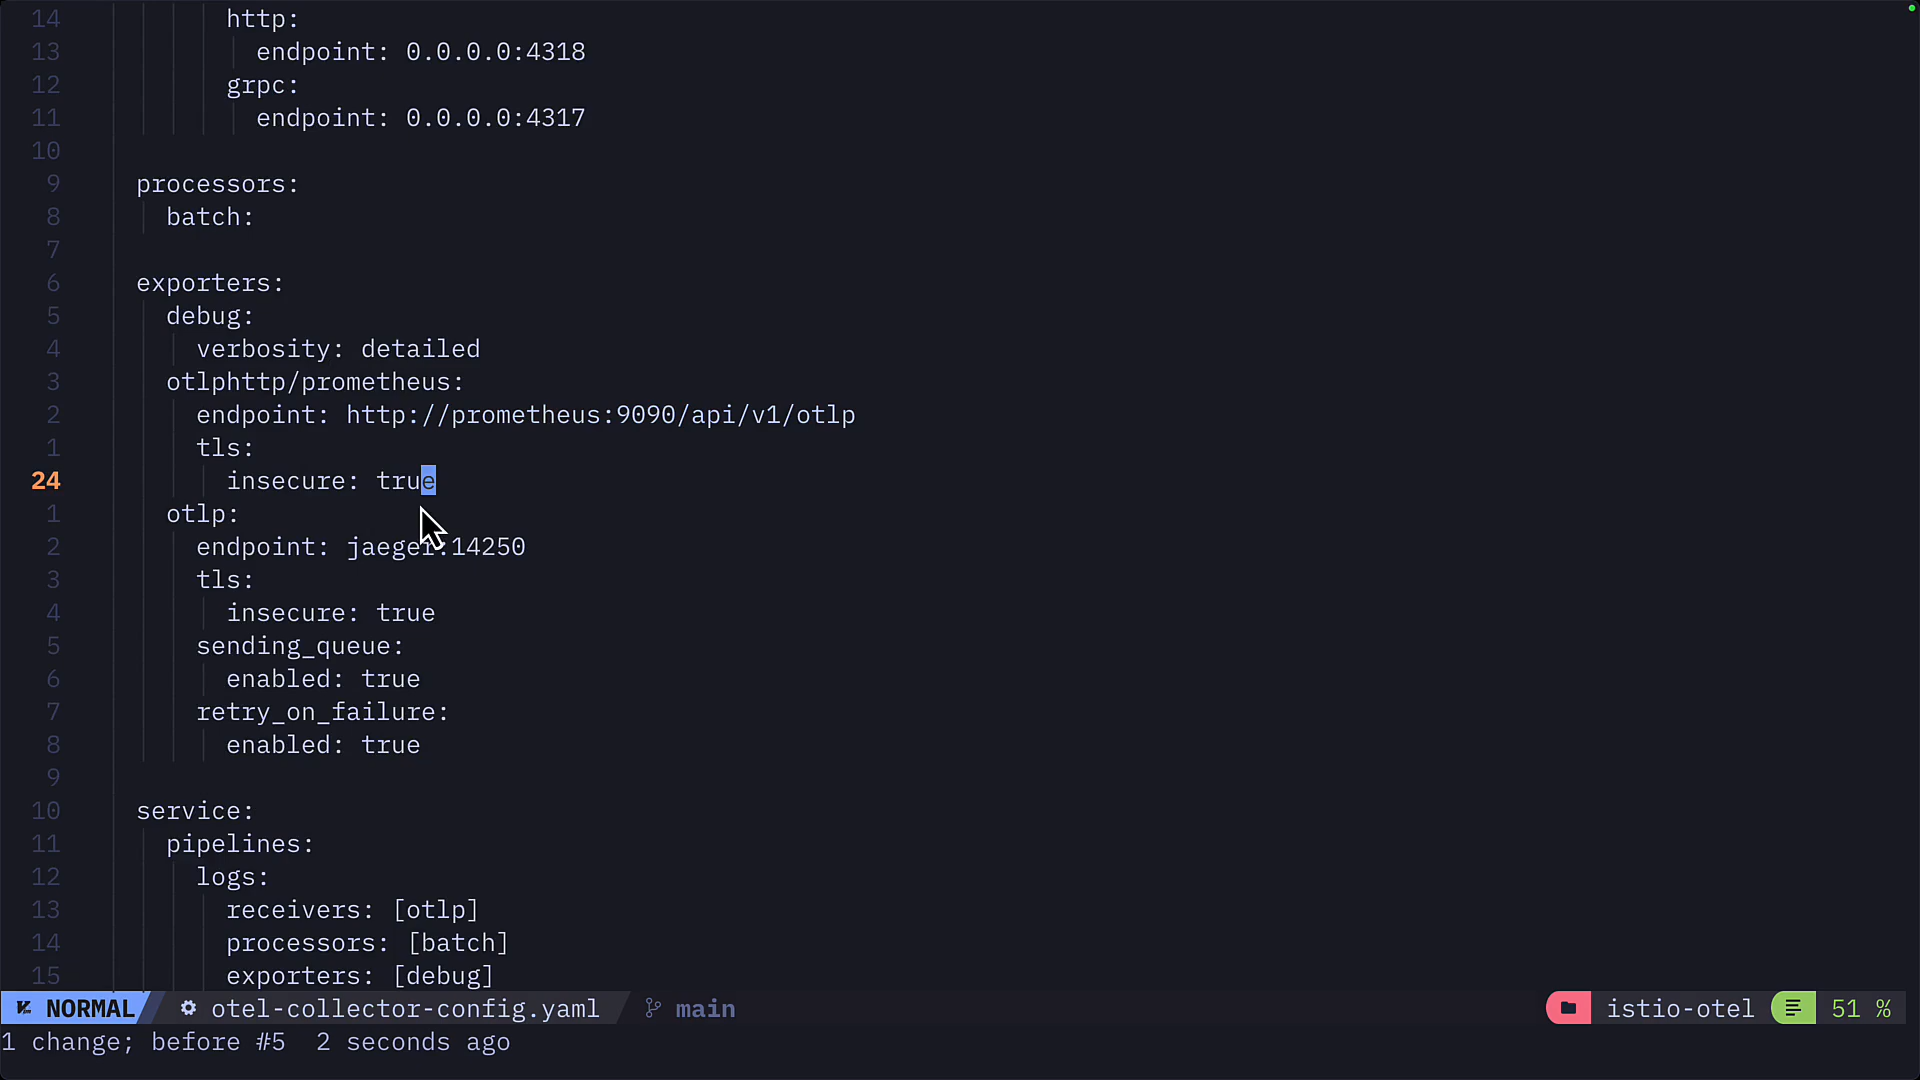 14 http:
13 endpoint: 0.0.0.0:4318
12 grpc:
11 endpoint: 0.0.0.0:4317
10
9 processors:
8 batch:
7
6 exporters:
5 debug:
4 verbosity: detailed
3 otlphttp/prometheus:
2 endpoint: http://prometheus:9090/api/v1/otlp
1 tls:
24 insecure: true
1 otlp:
2 endpoint: jaeger:14250
3 tls:
4 insecure: true
5 sending_queue:
6 enabled: true
7 retry_on_failure:
8 enabled: true
9
10 service:
11 pipelines:
12 logs:
13 receivers: [otlp]
14 processors: [batch]
15 exporters: [debug]
NORMAL otel-collector-config.yaml main istio-otel 51 %
1 change; before #5 2 seconds ago